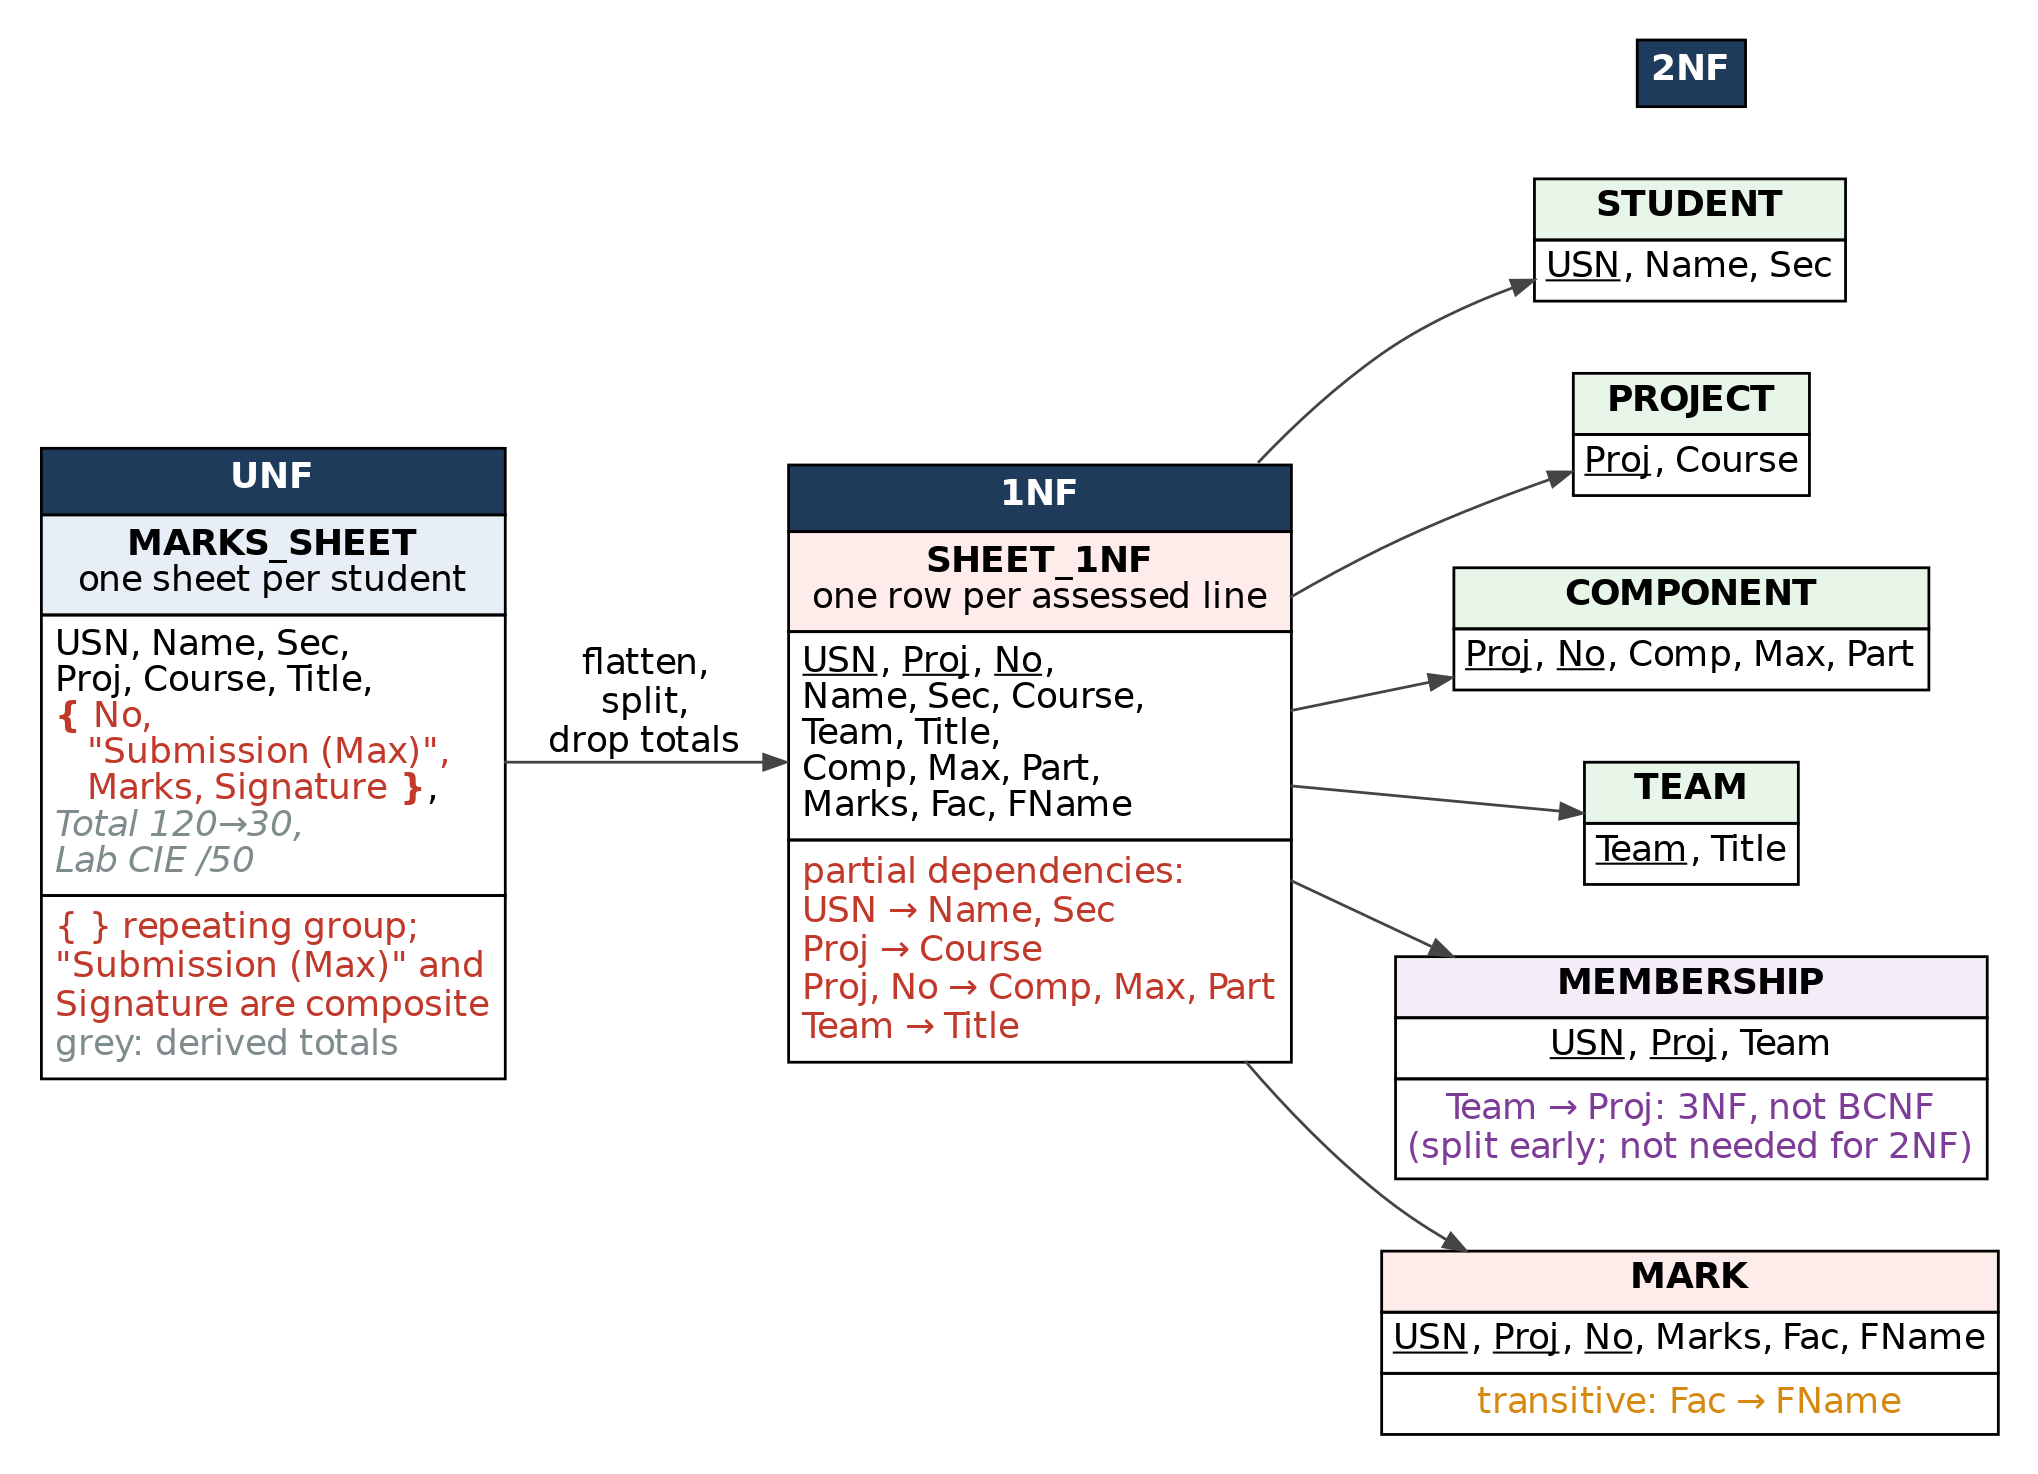 UNF
MARKS_SHEET
one sheet per student
USN, Name, Sec,
Proj, Course, Title,
{ No,
"Submission (Max)",
Marks, Signature },
Total 120→30,
Lab CIE /50
{ } repeating group;
"Submission (Max)" and
Signature are composite
grey: derived totals
flatten,
split,
drop totals
1NF
SHEET_1NF
one row per assessed line
USN, Proj, No,
Name, Sec, Course,
Team, Title,
Comp, Max, Part,
Marks, Fac, FName
partial dependencies:
USN → Name, Sec
Proj → Course
Proj, No → Comp, Max, Part
Team → Title
2NF
STUDENT
USN, Name, Sec
PROJECT
Proj, Course
COMPONENT
Proj, No, Comp, Max, Part
TEAM
Team, Title
MEMBERSHIP
USN, Proj, Team
Team → Proj: 3NF, not BCNF
(split early; not needed for 2NF)
MARK
USN, Proj, No, Marks, Fac, FName
transitive: Fac → FName